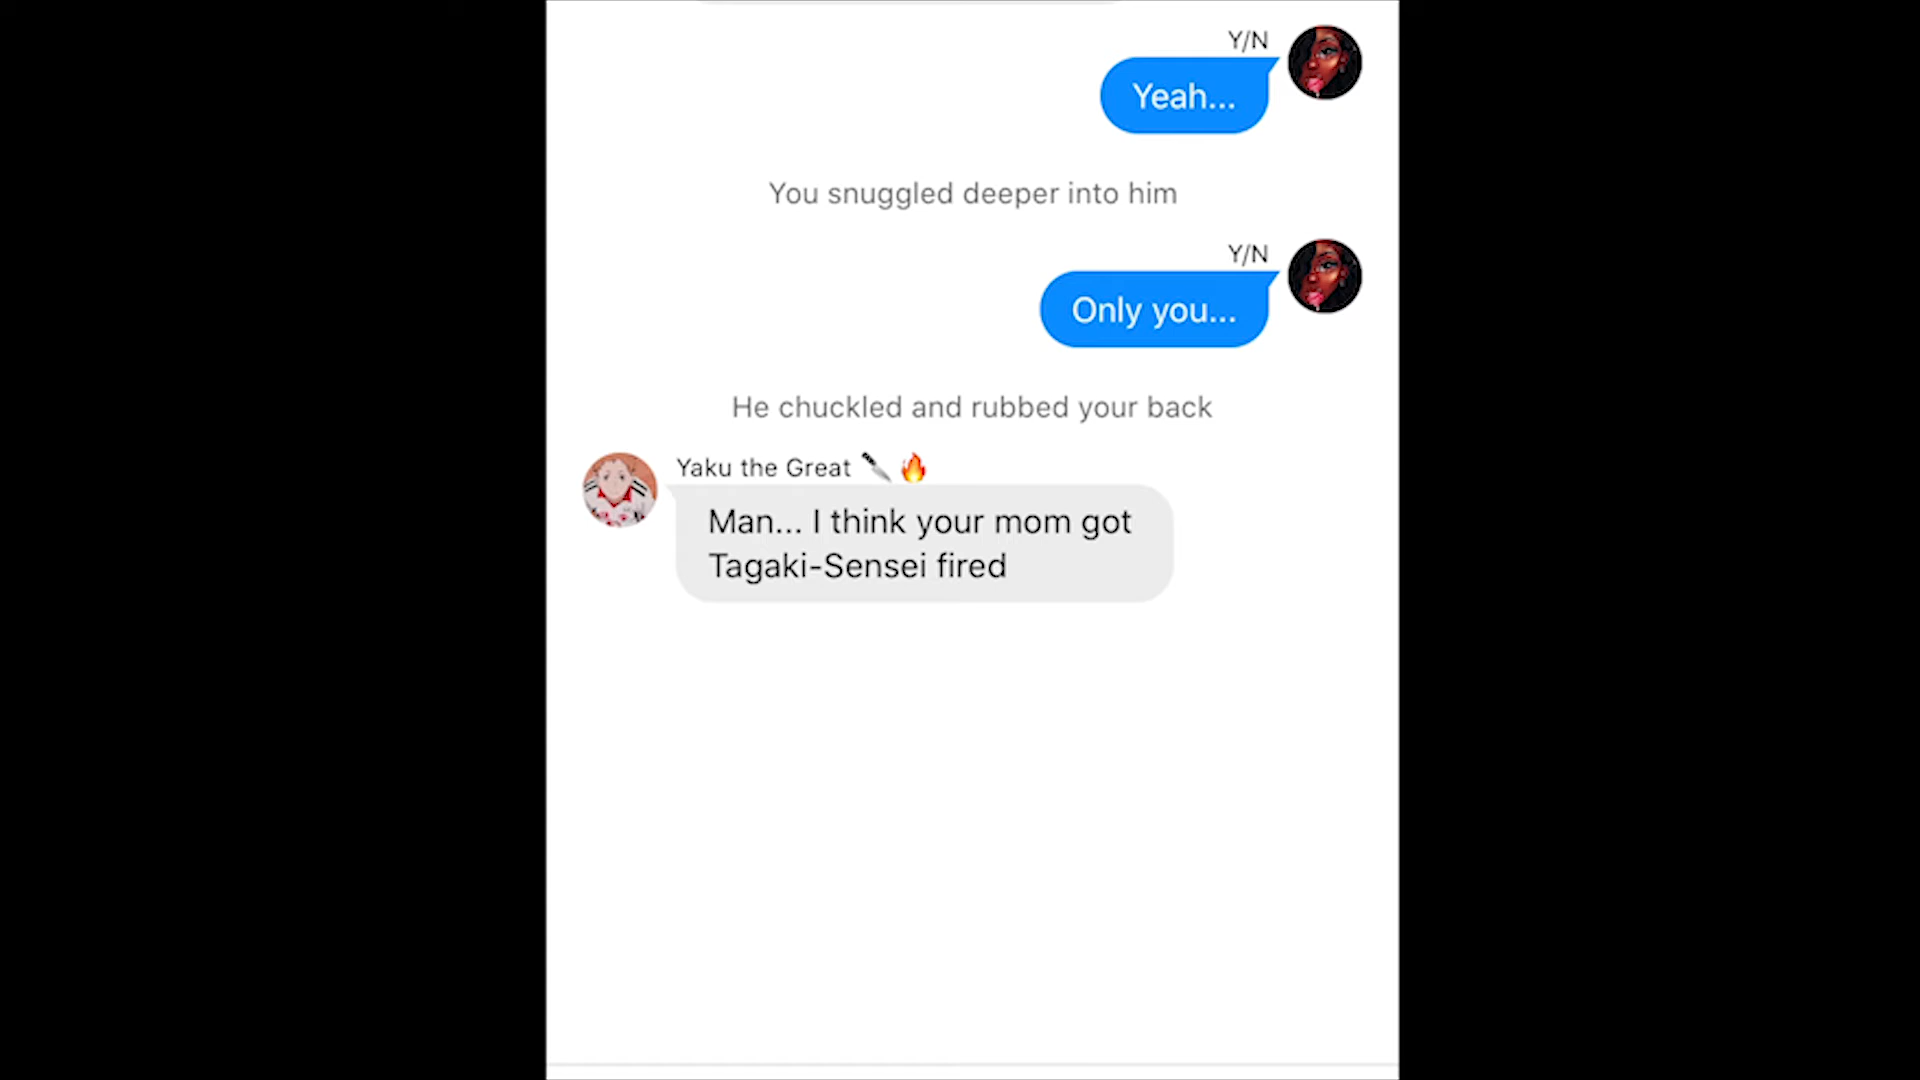 Y/N
Yeah...
You snuggled deeper into him
Y/N
Only you...
He chuckled and rubbed your back
Yaku the Great 🔪🔥
Man... I think your mom got
Tagaki-Sensei fired